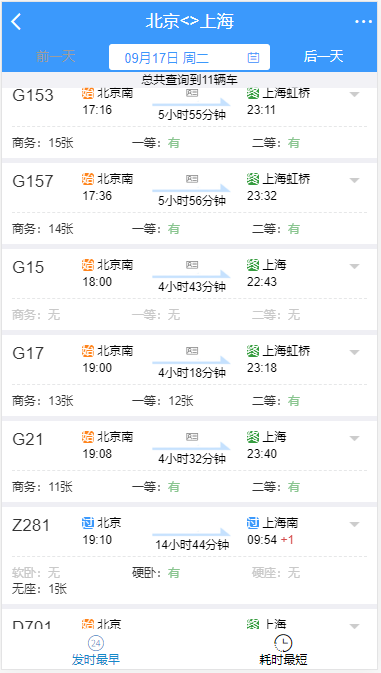 北京<>上海
前一天 09月17日 周二 后一天
总共查询到11辆车
G153 始 北京南 终 上海虹桥
17:16 5小时55分钟 23:11
商务：15张 一等：有 二等：有
G157 始 北京南 终 上海虹桥
17:36 5小时56分钟 23:32
商务：14张 一等：有 二等：有
G15 始 北京南 终 上海
18:00 4小时43分钟 22:43
商务：无 一等：无 二等：无
G17 始 北京南 终 上海虹桥
19:00 4小时18分钟 23:18
商务：13张 一等：12张 二等：有
G21 始 北京南 终 上海
19:08 4小时32分钟 23:40
商务：11张 一等：有 二等：有
Z281 过 北京 过 上海南
19:10 14小时44分钟 09:54 +1
软卧：无 硬卧：有 硬座：无
无座：1张
D701 始 北京 终 上海
24
发时最早 耗时最短